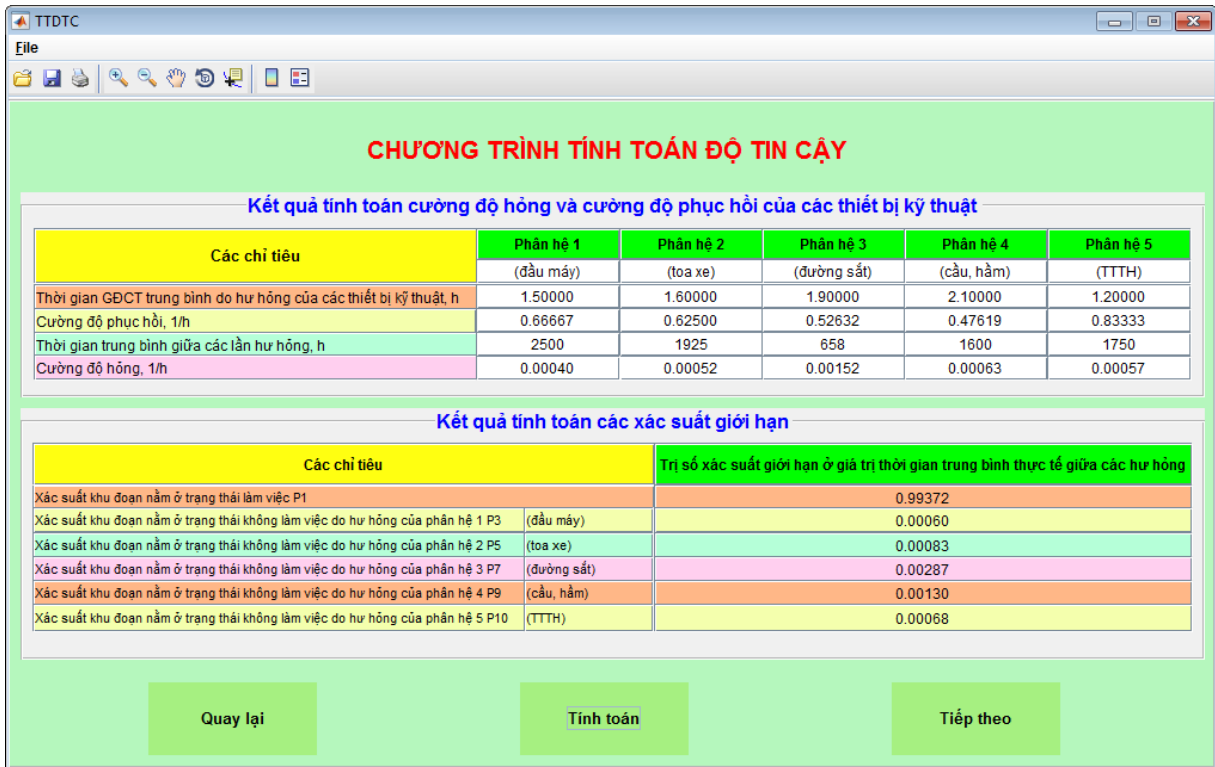 TTDTC
File
CHƯƠNG TRÌNH TÍNH TOÁN ĐỘ TIN CẬY
Kết quả tính toán cường độ hỏng và cường độ phục hồi của các thiết bị kỹ thuật
Các chỉ tiêu Phân hệ 1 Phân hệ 2 Phân hệ 3 Phân hệ 4 Phân hệ 5
(đầu máy) (toa xe) (đường sắt) (cầu, hầm) (TTTH)
Thời gian GĐCT trung bình do hư hỏng của các thiết bị kỹ thuật, h 1.50000 1.60000 1.90000 2.10000 1.20000
Cường độ phục hồi, 1/h 0.66667 0.62500 0.52632 0.47619 0.83333
Thời gian trung bình giữa các lần hư hỏng, h 2500 1925 658 1600 1750
Cường độ hỏng, 1/h 0.00040 0.00052 0.00152 0.00063 0.00057
Kết quả tính toán các xác suất giới hạn
Các chỉ tiêu Trị số xác suất giới hạn ở giá trị thời gian trung bình thực tế giữa các hư hỏng
Xác suất khu đoạn nằm ở trạng thái làm việc P1 0.99372
Xác suất khu đoạn nằm ở trạng thái không làm việc do hư hỏng của phân hệ 1 P3 (đầu máy) 0.00060
Xác suất khu đoạn nằm ở trạng thái không làm việc do hư hỏng của phân hệ 2 P5 (toa xe) 0.00083
Xác suất khu đoạn nằm ở trạng thái không làm việc do hư hỏng của phân hệ 3 P7 (đường sắt) 0.00287
Xác suất khu đoạn nằm ở trạng thái không làm việc do hư hỏng của phân hệ 4 P9 (cầu, hầm) 0.00130
Xác suất khu đoạn nằm ở trạng thái không làm việc do hư hỏng của phân hệ 5 P10 (TTTH) 0.00068
Quay lại Tính toán Tiếp theo